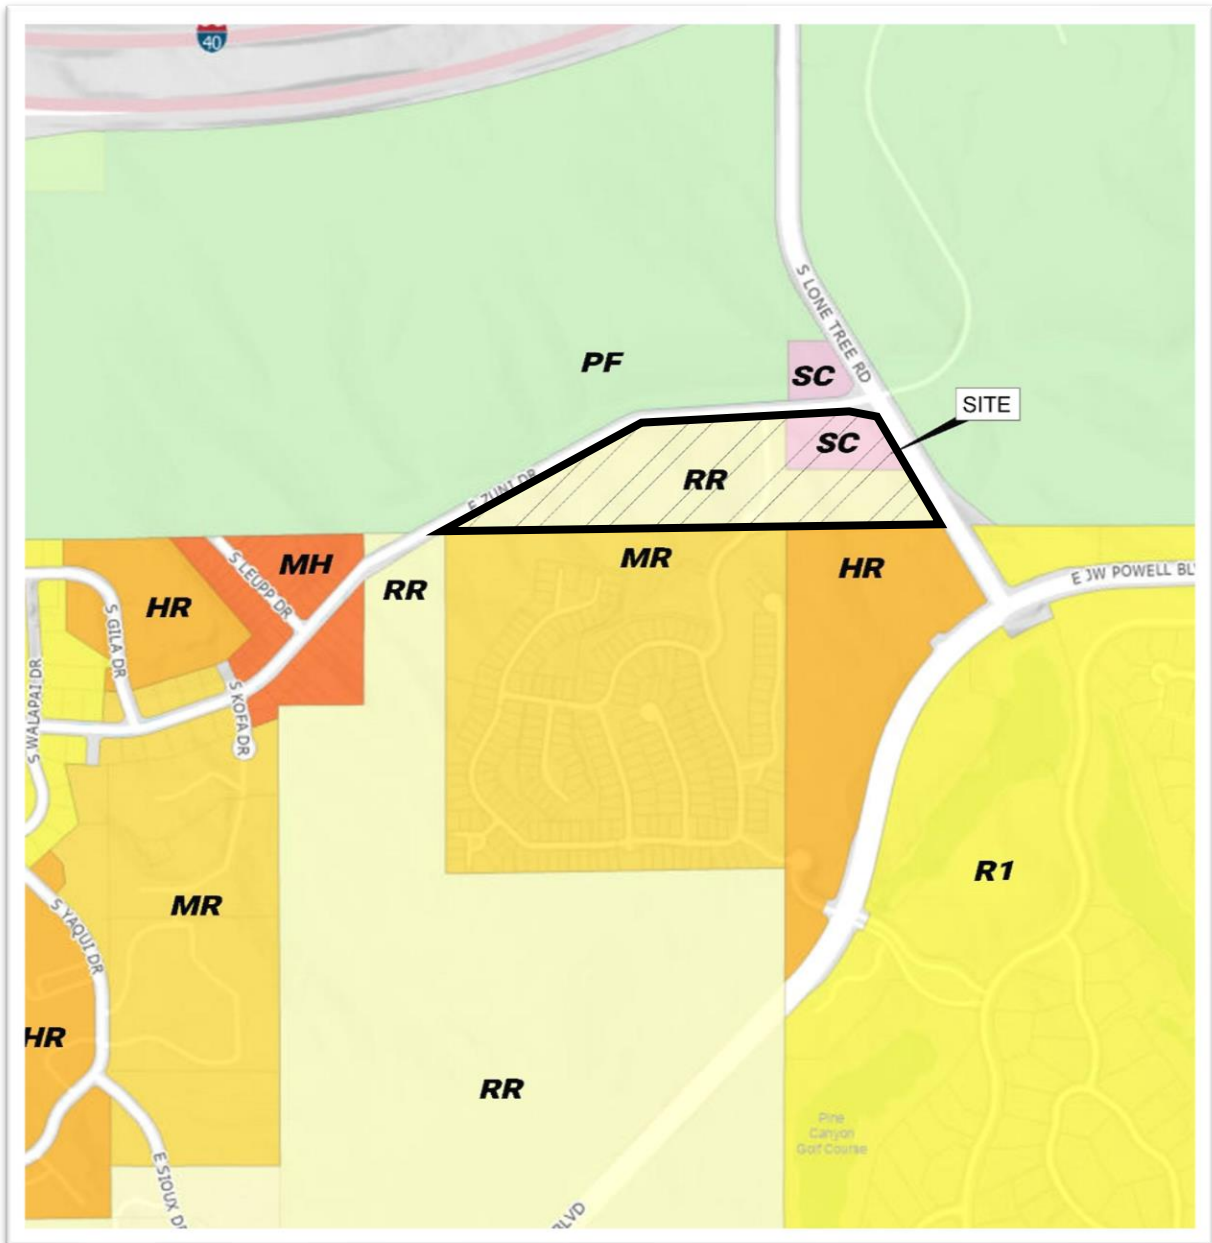 40
S LONE TREE RD
PF
SC
SITE
SC
RR
E ZUNI DR
MR
HR
MH
RR
S LEUPP DR
E JW POWELL BLV
HR
S GILA DR
S WALAPAI DR
S KOFA DR
R1
MR
S YAQUI DR
HR
RR
Pine
Canyon
Golf Course
E SIOUX DR
BLVD